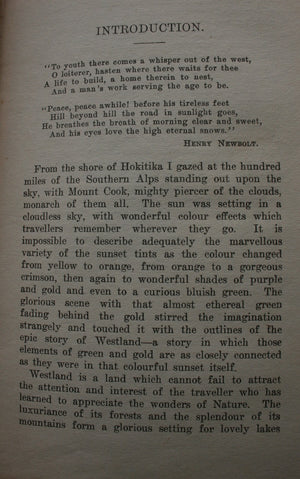 INTRODUCTION.
"To youth there comes a whisper out of the west,
O loiterer, hasten where there waits for thee
A life to build, a home therein to nest,
And a man's work serving the age to be.
"Peace, peace awhile! before his tireless feet
Hill beyond hill the road in sunlight goes,
He breathes the breath of morning clear and sweet,
And his eyes love the high eternal snows."
HENRY NEWBOLT.
From the shore of Hokitika I gazed at the hundred
miles of the Southern Alps standing out upon the
sky, with Mount Cook, mighty piercer of the clouds,
monarch of them all. The sun was setting in a
cloudless sky, with wonderful colour effects which
travellers remember wherever they go. It is
impossible to describe adequately the marvellous
variety of the sunset tints as the colour changed
from yellow to orange, from orange to a gorgeous
crimson, then again to wonderful shades of purple
and gold and even to a curious bluish green. The
glorious scene with that almost ethereal green
fading behind the gold stirred the imagination
strangely and touched it with the outlines of the
epic story of Westland—a story in which those
elements of green and gold are as closely connected
as they were in that colourful sunset itself.
Westland is a land which cannot fail to attract
the attention and interest of the traveller who has
learned to appreciate the wonders of Nature. The
luxuriance of its forests and the splendour of its
mountains form a glorious setting for lovely lakes